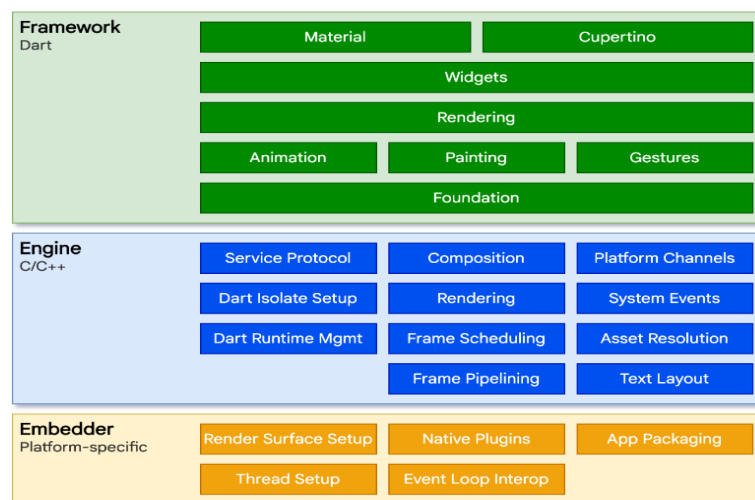 Framework
Dart
Material
Cupertino
Widgets
Rendering
Animation
Painting
Gestures
Foundation
Engine
C/C++
Service Protocol
Composition
Platform Channels
Dart Isolate Setup
Rendering
System Events
Dart Runtime Mgmt
Frame Scheduling
Asset Resolution
Frame Pipelining
Text Layout
Embedder
Platform-specific
Render Surface Setup
Native Plugins
App Packaging
Thread Setup
Event Loop Interop